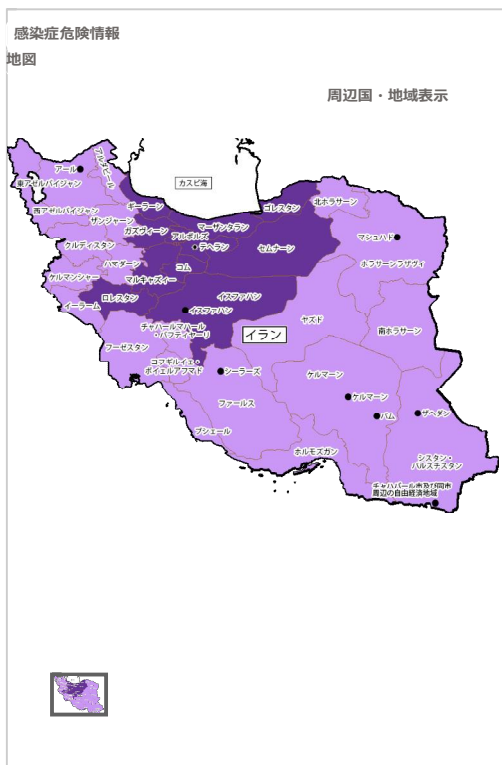 感染症危険情報
地図
周辺国・地域表示
カスピ海
アルダビール
アール
東アゼルバイジャン
西アゼルバイジャン
ギーラーン
ゴレスタン
北ホラサーン
ザンジャーン
ガズヴィーン
マーザンダラン
アルボルズ
テヘラン
セムナーン
マシュハド
クルディスタン
ホラサーンラザヴィ
ハマダーン
コム
ケルマンシャー
マルキャズィー
イーラーム
ロレスタン
イスファハン
イスファハン
ヤズド
南ホラサーン
チャハールマハール
・バフティヤーリ
イラン
フーゼスタン
コフギルイエ・
ボイエルアフマド
シーラーズ
ケルマーン
ファールス
ケルマーン
バム
ザヘダン
ブシェール
ホルモズガン
シスタン・
バルスチスタン
チャハバール市及び同市
周辺の自由経済地域